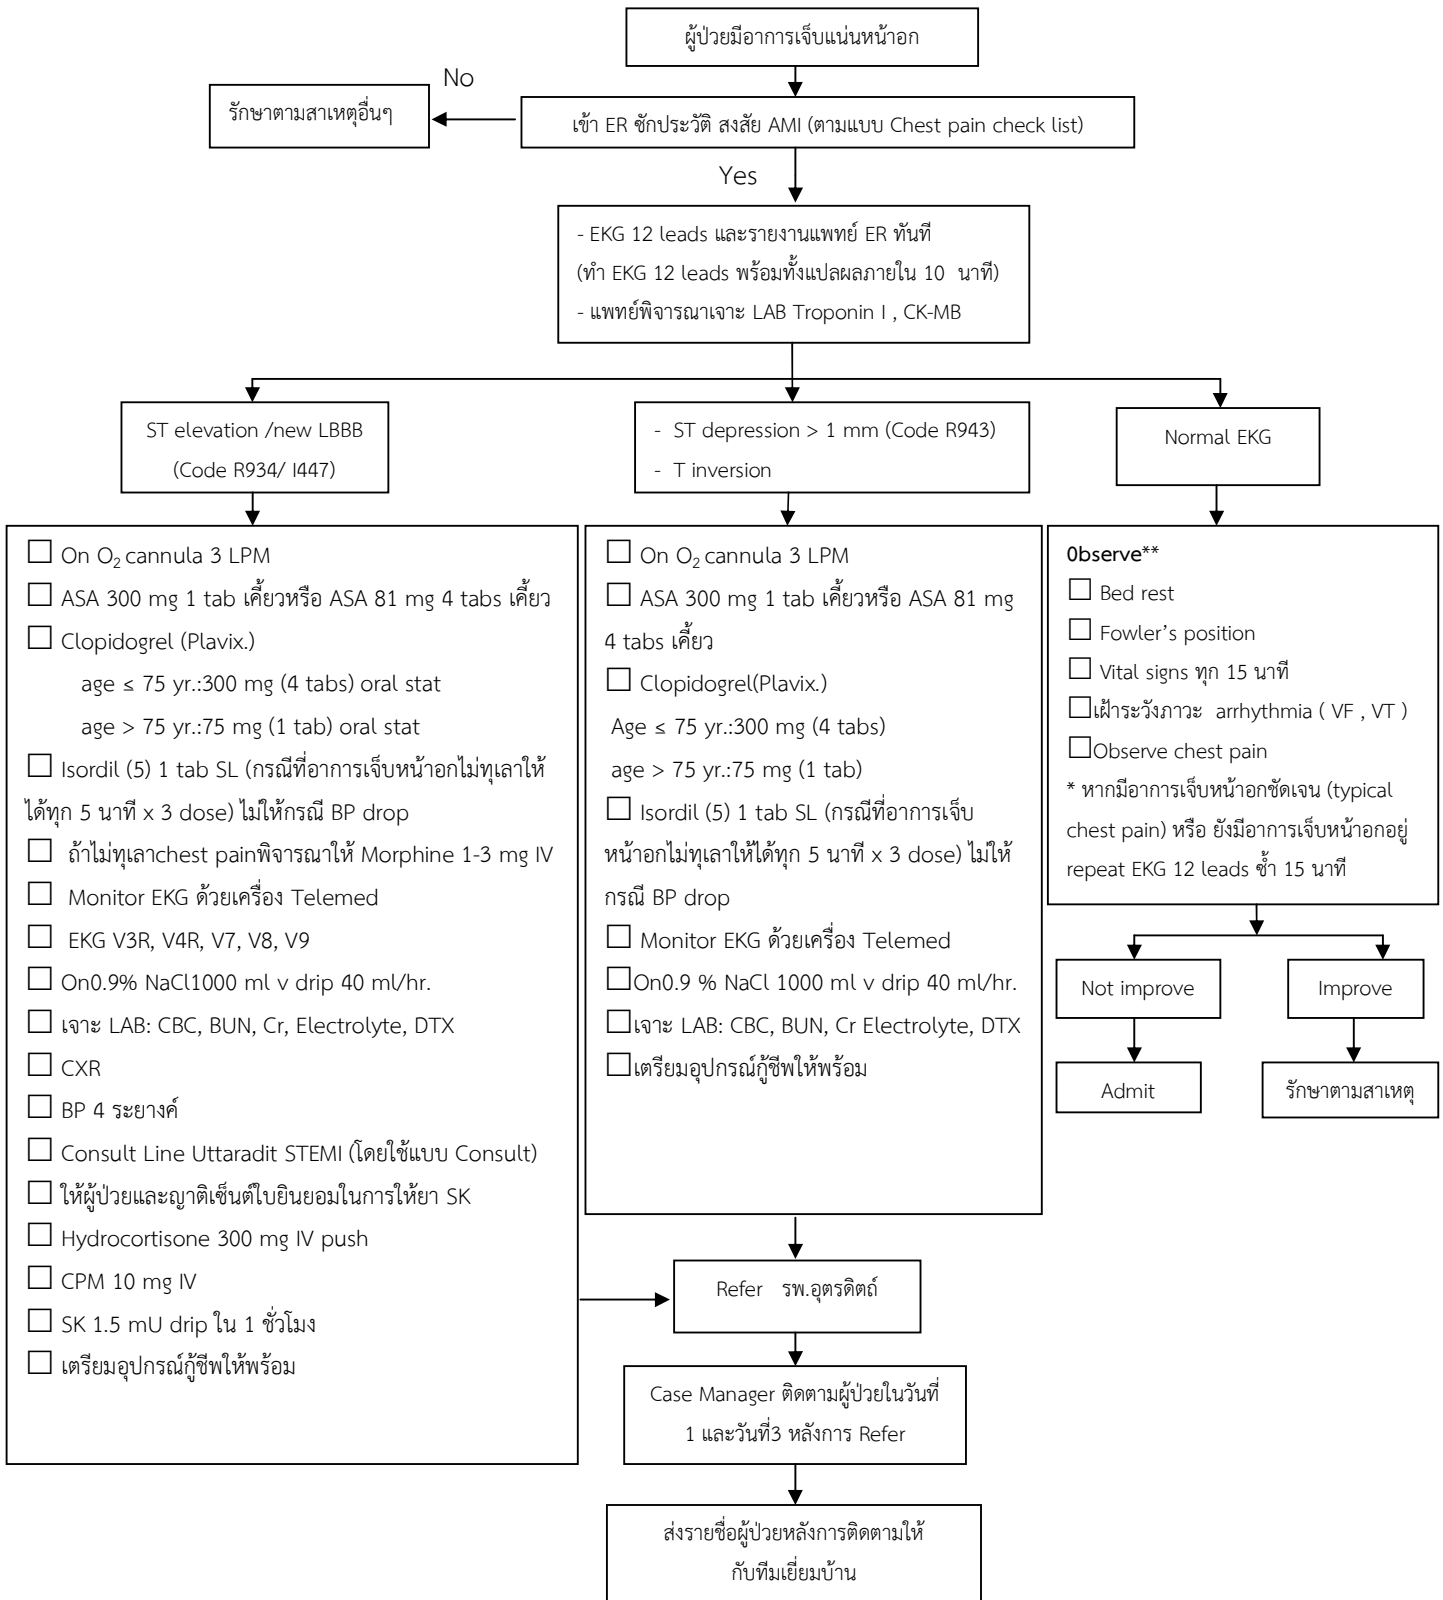 ผู้ป่วยมีอาการเจ็บแน่นหน้าอก
No
รักษาตามสาเหตุอื่นๆ
เข้า ER ซักประวัติ สงสัย AMI (ตามแบบ Chest pain check list)
Yes
- EKG 12 leads และรายงานแพทย์ ER ทันที
(ทำ EKG 12 leads พร้อมทั้งแปลผลภายใน 10 นาที)
- แพทย์พิจารณาเจาะ LAB Troponin I , CK-MB
ST elevation /new LBBB
(Code R934/ I447)
- ST depression > 1 mm (Code R943)
- T inversion
Normal EKG
☐ On O₂ cannula 3 LPM
☐ ASA 300 mg 1 tab เคี้ยวหรือ ASA 81 mg 4 tabs เคี้ยว
☐ Clopidogrel (Plavix.)
age ≤ 75 yr.:300 mg (4 tabs) oral stat
age > 75 yr.:75 mg (1 tab) oral stat
☐ Isordil (5) 1 tab SL (กรณีที่อาการเจ็บหน้าอกไม่ทุเลาให้
ได้ทุก 5 นาที x 3 dose) ไม่ให้กรณี BP drop
☐ ถ้าไม่ทุเลาchest painพิจารณาให้ Morphine 1-3 mg IV
☐ Monitor EKG ด้วยเครื่อง Telemed
☐ EKG V3R, V4R, V7, V8, V9
☐ On0.9% NaCl1000 ml v drip 40 ml/hr.
☐ เจาะ LAB: CBC, BUN, Cr, Electrolyte, DTX
☐ CXR
☐ BP 4 ระยางค์
☐ Consult Line Uttaradit STEMI (โดยใช้แบบ Consult)
☐ ให้ผู้ป่วยและญาติเซ็นต์ใบยินยอมในการให้ยา SK
☐ Hydrocortisone 300 mg IV push
☐ CPM 10 mg IV
☐ SK 1.5 mU drip ใน 1 ชั่วโมง
☐ เตรียมอุปกรณ์กู้ชีพให้พร้อม
☐ On O₂ cannula 3 LPM
☐ ASA 300 mg 1 tab เคี้ยวหรือ ASA 81 mg
4 tabs เคี้ยว
☐ Clopidogrel(Plavix.)
Age ≤ 75 yr.:300 mg (4 tabs)
age > 75 yr.:75 mg (1 tab)
☐ Isordil (5) 1 tab SL (กรณีที่อาการเจ็บ
หน้าอกไม่ทุเลาให้ได้ทุก 5 นาที x 3 dose) ไม่ให้
กรณี BP drop
☐ Monitor EKG ด้วยเครื่อง Telemed
☐On0.9 % NaCl 1000 ml v drip 40 ml/hr.
☐เจาะ LAB: CBC, BUN, Cr Electrolyte, DTX
☐เตรียมอุปกรณ์กู้ชีพให้พร้อม
0bserve**
☐ Bed rest
☐ Fowler's position
☐ Vital signs ทุก 15 นาที
☐เฝ้าระวังภาวะ arrhythmia ( VF , VT )
☐Observe chest pain
* หากมีอาการเจ็บหน้าอกชัดเจน (typical
chest pain) หรือ ยังมีอาการเจ็บหน้าอกอยู่
repeat EKG 12 leads ซ้ำ 15 นาที
Not improve
Improve
Admit
รักษาตามสาเหตุ
Refer รพ.อุตรดิตถ์
Case Manager ติดตามผู้ป่วยในวันที่
1 และวันที่3 หลังการ Refer
ส่งรายชื่อผู้ป่วยหลังการติดตามให้
กับทีมเยี่ยมบ้าน